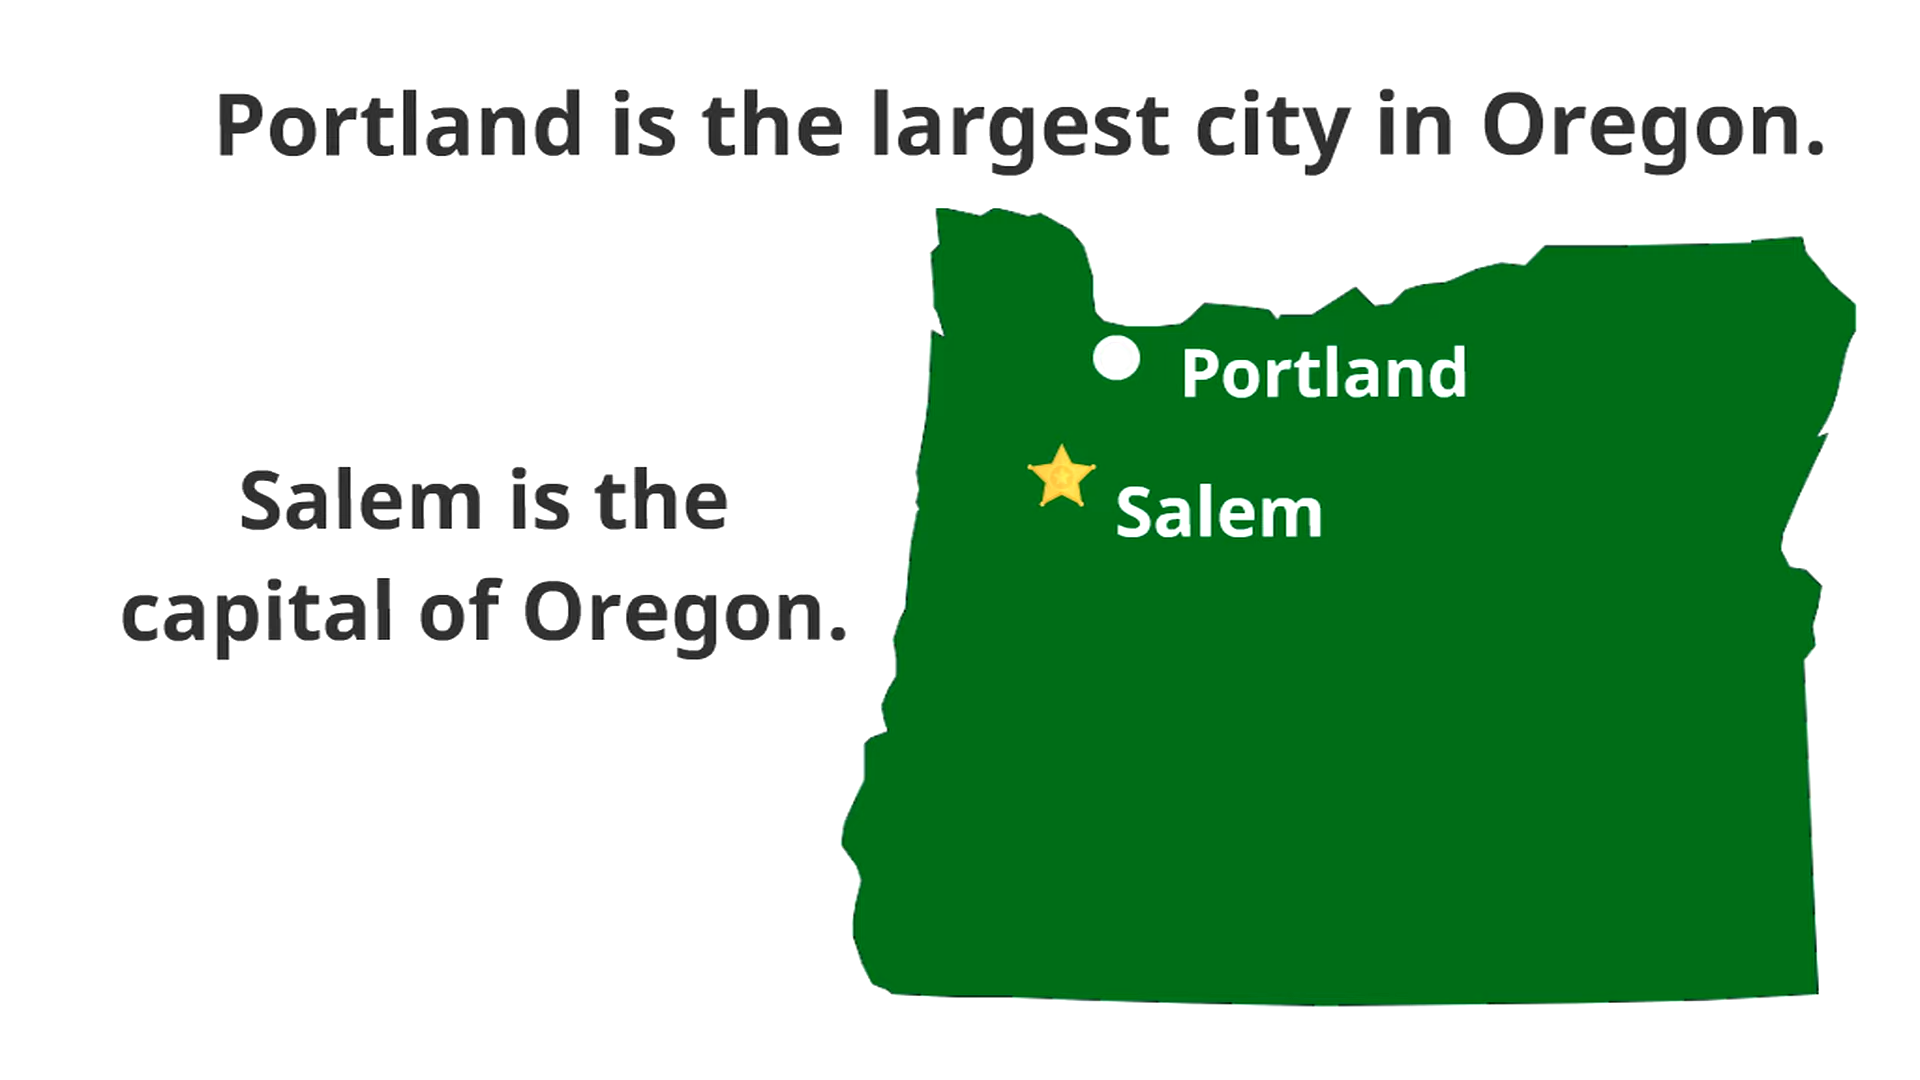 Portland is the largest city in Oregon.
Portland
Salem
Salem is the
capital of Oregon.